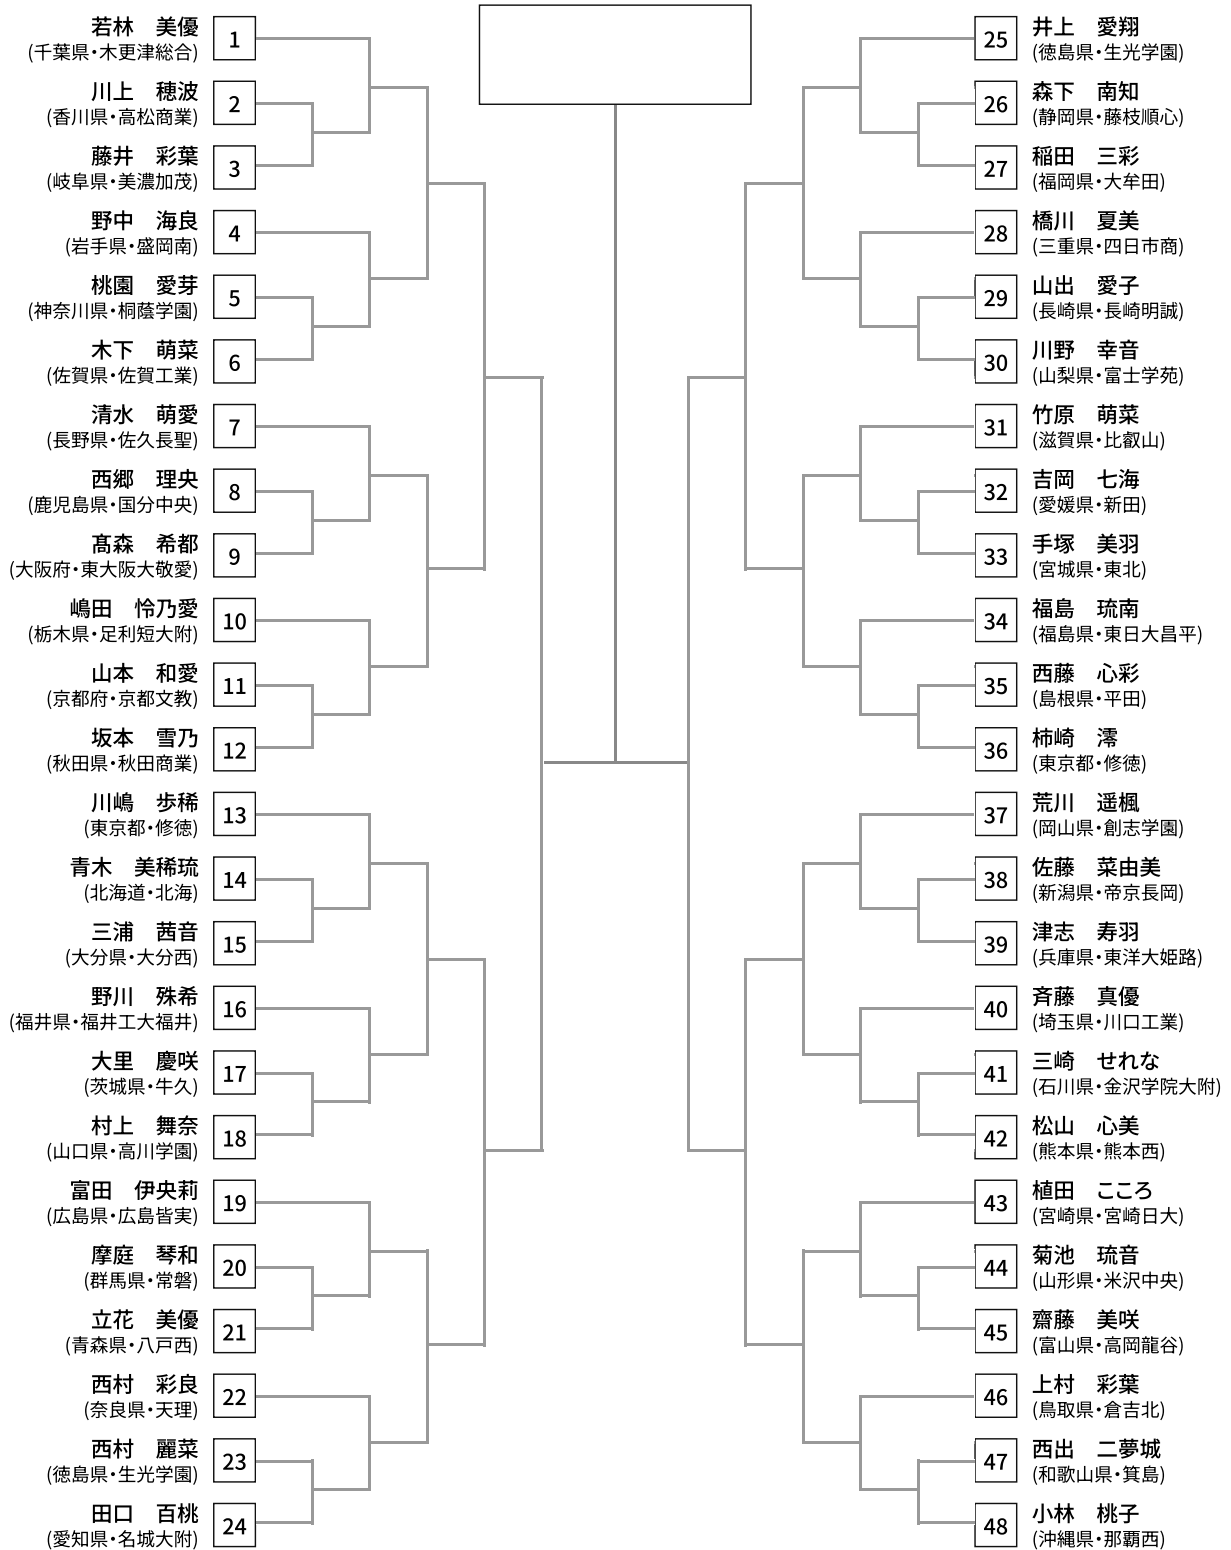 若林　美優
(千葉県・木更津総合)
1
川上　穂波
(香川県・高松商業)
2
藤井　彩葉
(岐阜県・美濃加茂)
3
野中　海良
(岩手県・盛岡南)
4
桃園　愛芽
(神奈川県・桐蔭学園)
5
木下　萌菜
(佐賀県・佐賀工業)
6
清水　萌愛
(長野県・佐久長聖)
7
西郷　理央
(鹿児島県・国分中央)
8
髙森　希都
(大阪府・東大阪大敬愛)
9
嶋田　怜乃愛
(栃木県・足利短大附)
10
山本　和愛
(京都府・京都文教)
11
坂本　雪乃
(秋田県・秋田商業)
12
川嶋　歩稀
(東京都・修徳)
13
青木　美稀琉
(北海道・北海)
14
三浦　茜音
(大分県・大分西)
15
野川　殊希
(福井県・福井工大福井)
16
大里　慶咲
(茨城県・牛久)
17
村上　舞奈
(山口県・高川学園)
18
富田　伊央莉
(広島県・広島皆実)
19
摩庭　琴和
(群馬県・常磐)
20
立花　美優
(青森県・八戸西)
21
西村　彩良
(奈良県・天理)
22
西村　麗菜
(徳島県・生光学園)
23
田口　百桃
(愛知県・名城大附)
24
25
井上　愛翔
(徳島県・生光学園)
26
森下　南知
(静岡県・藤枝順心)
27
稲田　三彩
(福岡県・大牟田)
28
橋川　夏美
(三重県・四日市商)
29
山出　愛子
(長崎県・長崎明誠)
30
川野　幸音
(山梨県・富士学苑)
31
竹原　萌菜
(滋賀県・比叡山)
32
吉岡　七海
(愛媛県・新田)
33
手塚　美羽
(宮城県・東北)
34
福島　琉南
(福島県・東日大昌平)
35
西藤　心彩
(島根県・平田)
36
柿崎　澪
(東京都・修徳)
37
荒川　遥楓
(岡山県・創志学園)
38
佐藤　菜由美
(新潟県・帝京長岡)
39
津志　寿羽
(兵庫県・東洋大姫路)
40
斉藤　真優
(埼玉県・川口工業)
41
三崎　せれな
(石川県・金沢学院大附)
42
松山　心美
(熊本県・熊本西)
43
植田　こころ
(宮崎県・宮崎日大)
44
菊池　琉音
(山形県・米沢中央)
45
齋藤　美咲
(富山県・高岡龍谷)
46
上村　彩葉
(鳥取県・倉吉北)
47
西出　二夢城
(和歌山県・箕島)
48
小林　桃子
(沖縄県・那覇西)